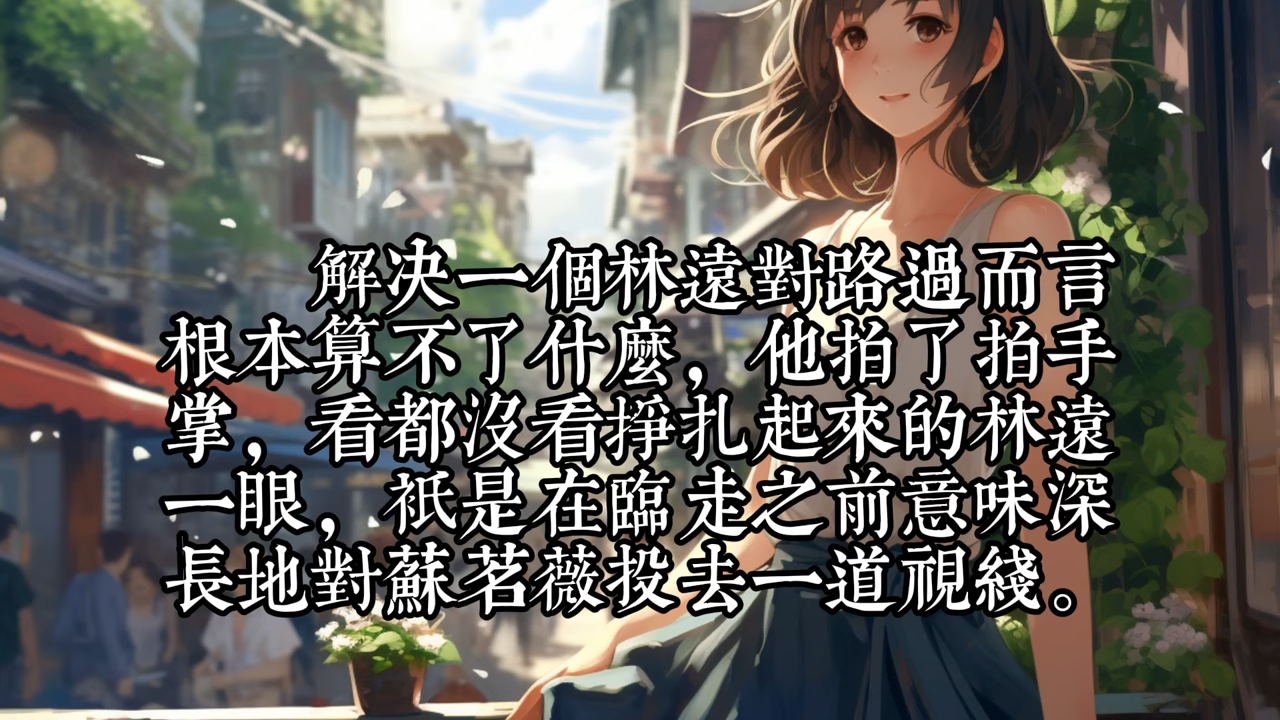 解决一個林遠對路過而言
根本算不了什麼，他拍了拍手
掌，看都沒看掙扎起來的林遠
一眼，祇是在臨走之前意味深
長地對蘇茗薇投去一道視綫。